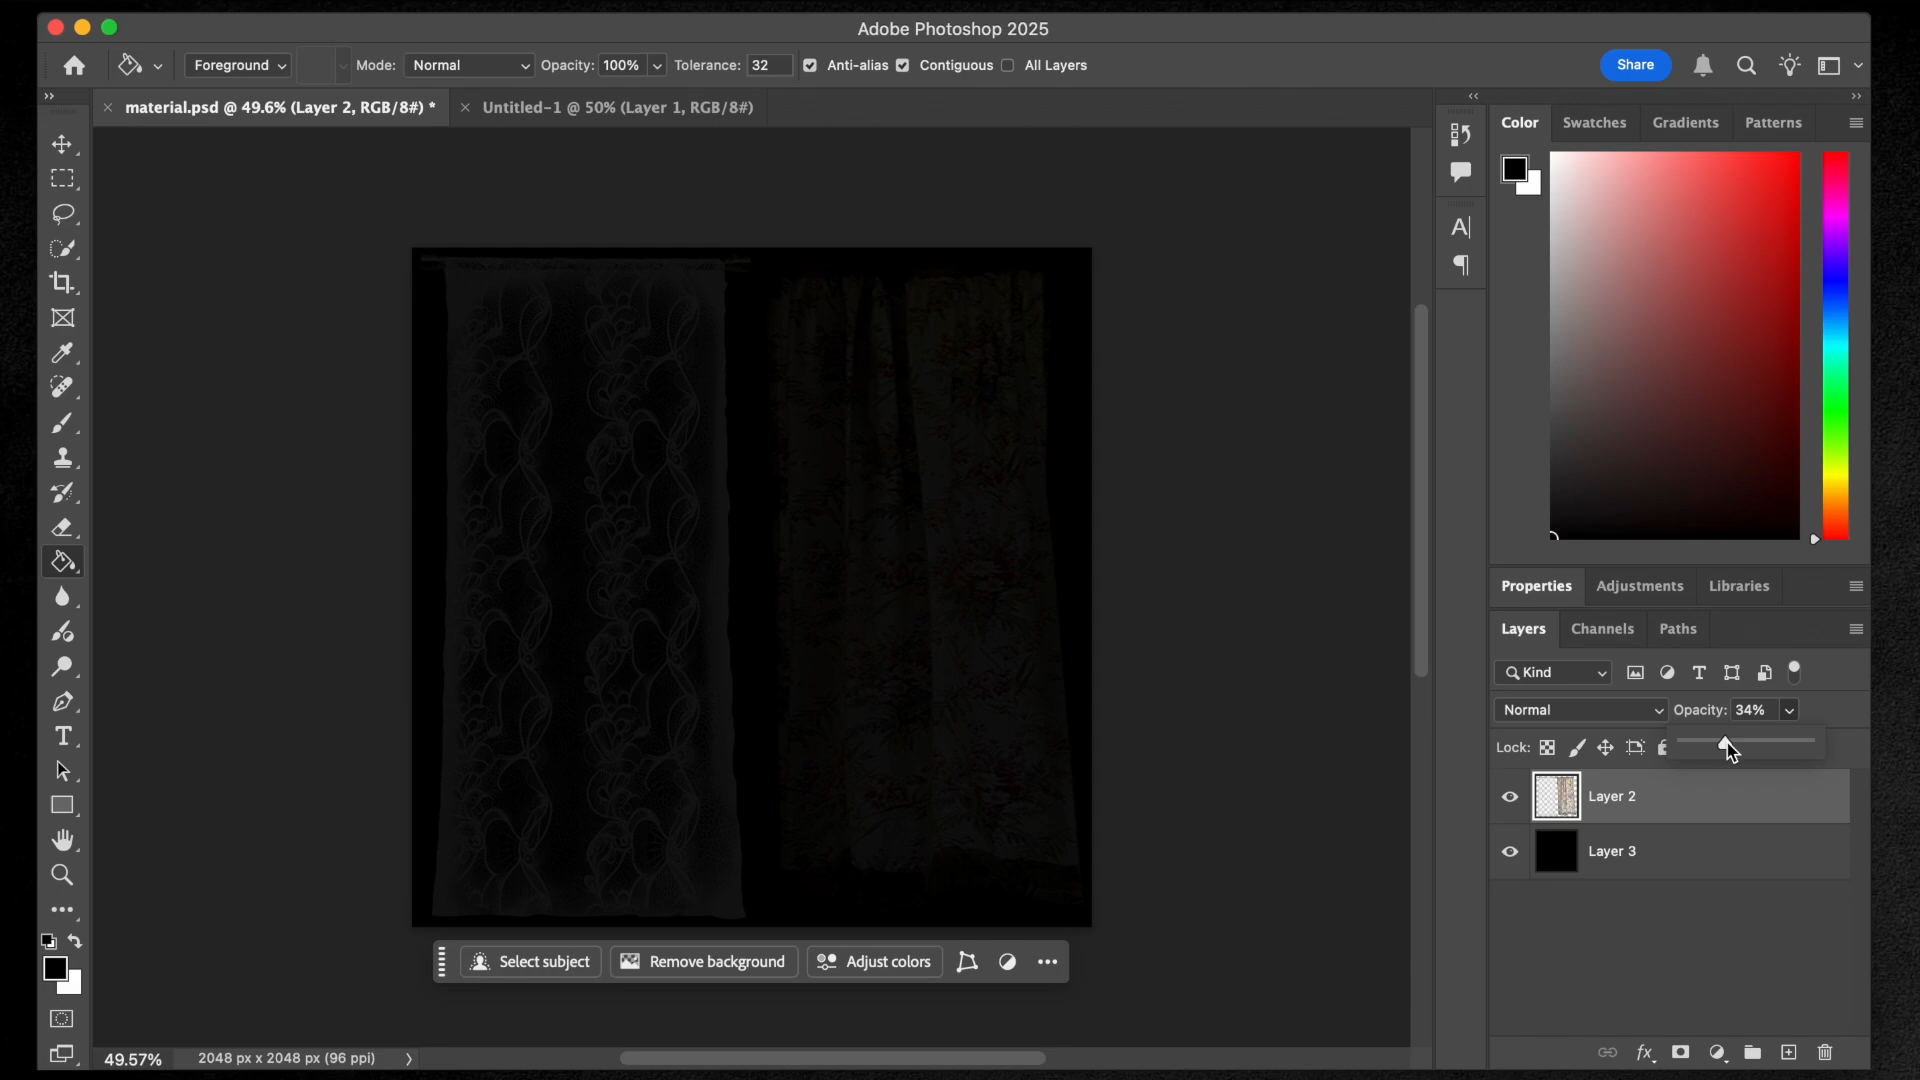 Adobe Photoshop 2025
Foreground Mode: Normal Opacity: 100% Tolerance: 32 Anti-alias Contiguous All Layers Share
material.psd @ 49.6% (Layer 2, RGB/8#) * Untitled-1 @ 50% (Layer 1, RGB/8#)
Color Swatches Gradients Patterns
Properties Adjustments Libraries
Layers Channels Paths
Kind
Normal Opacity: 34%
Lock:
Layer 2
Layer 3
Select subject Remove background Adjust colors
49.57% 2048 px x 2048 px (96 ppi)